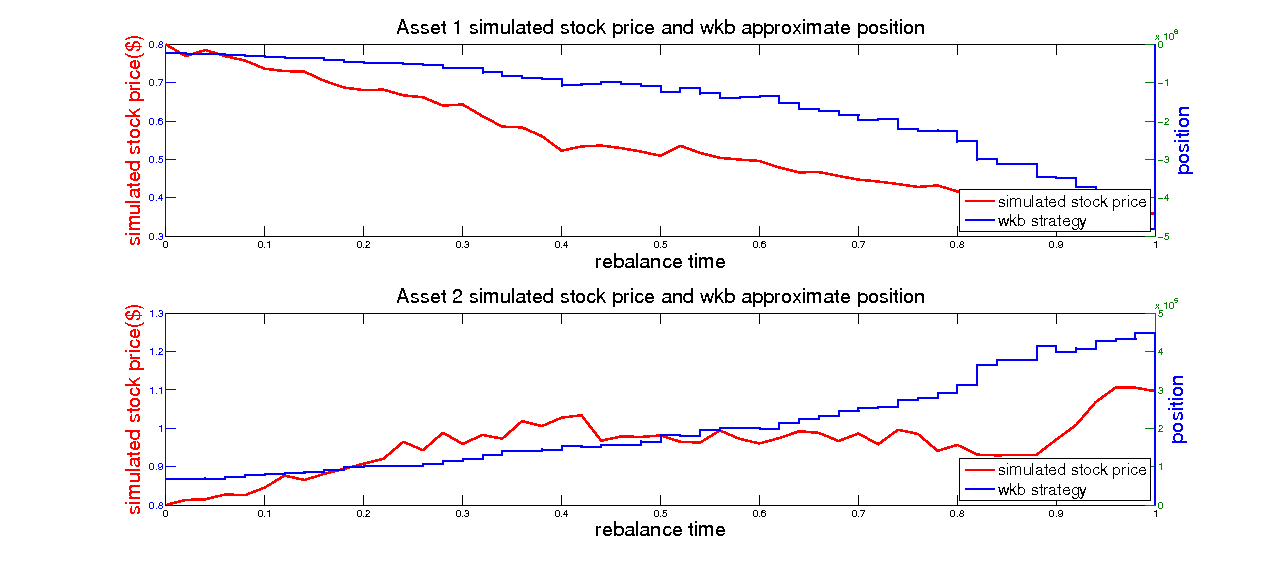 Asset 1 simulated stock price and wkb approximate position
simulated stock price($)
0.8
0.7
0.6
0.5
0.4
0.3
x 10
0
−1
−2
−3
−4
−5
position
simulated stock price
wkb strategy
0 0.1 0.2 0.3 0.4 0.5 0.6 0.7 0.8 0.9 1
rebalance time
Asset 2 simulated stock price and wkb approximate position
simulated stock price($)
1.3
1.2
1.1
1
0.9
0.8
x 10
5
4
3
2
1
0
position
simulated stock price
wkb strategy
0 0.1 0.2 0.3 0.4 0.5 0.6 0.7 0.8 0.9 1
rebalance time